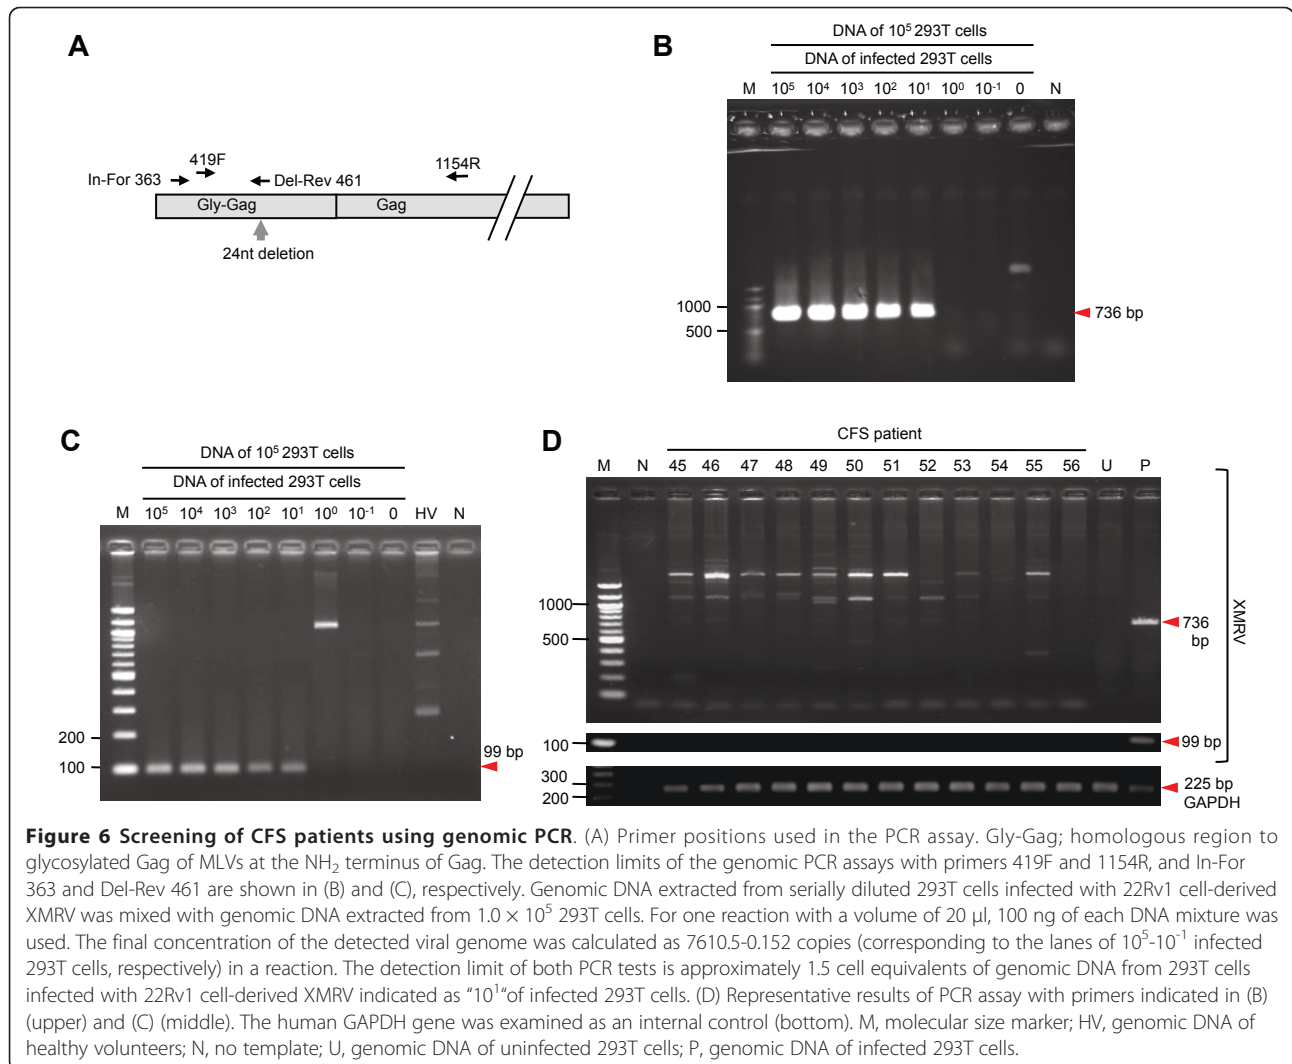 A
In-For 363
419F
Del-Rev 461
1154R
Gly-Gag
Gag
24nt deletion
B
DNA of 10⁵ 293T cells
DNA of infected 293T cells
M 10⁵ 10⁴ 10³ 10² 10¹ 10⁰ 10⁻¹ 0 N
1000
500
736 bp
C
DNA of 10⁵ 293T cells
DNA of infected 293T cells
M 10⁵ 10⁴ 10³ 10² 10¹ 10⁰ 10⁻¹ 0 HV N
200
100
99 bp
D
CFS patient
M N 45 46 47 48 49 50 51 52 53 54 55 56 U P
1000
500
736
bp
XMRV
100
99 bp
300
200
225 bp
GAPDH
Figure 6 Screening of CFS patients using genomic PCR. (A) Primer positions used in the PCR assay. Gly-Gag; homologous region to
glycosylated Gag of MLVs at the NH₂ terminus of Gag. The detection limits of the genomic PCR assays with primers 419F and 1154R, and In-For
363 and Del-Rev 461 are shown in (B) and (C), respectively. Genomic DNA extracted from serially diluted 293T cells infected with 22Rv1 cell-derived
XMRV was mixed with genomic DNA extracted from 1.0 × 10⁵ 293T cells. For one reaction with a volume of 20 μl, 100 ng of each DNA mixture was
used. The final concentration of the detected viral genome was calculated as 7610.5-0.152 copies (corresponding to the lanes of 10⁵-10⁻¹ infected
293T cells, respectively) in a reaction. The detection limit of both PCR tests is approximately 1.5 cell equivalents of genomic DNA from 293T cells
infected with 22Rv1 cell-derived XMRV indicated as "10¹"of infected 293T cells. (D) Representative results of PCR assay with primers indicated in (B)
(upper) and (C) (middle). The human GAPDH gene was examined as an internal control (bottom). M, molecular size marker; HV, genomic DNA of
healthy volunteers; N, no template; U, genomic DNA of uninfected 293T cells; P, genomic DNA of infected 293T cells.